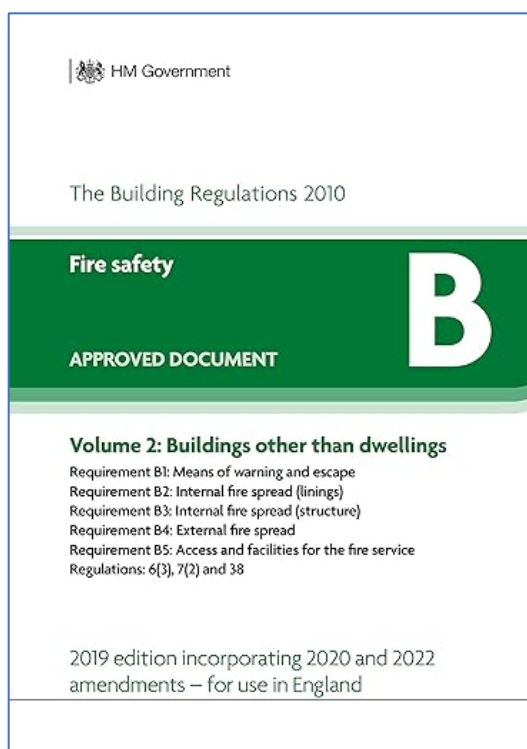 HM Government
The Building Regulations 2010
Fire safety
B
APPROVED DOCUMENT
Volume 2: Buildings other than dwellings
Requirement B1: Means of warning and escape
Requirement B2: Internal fire spread (linings)
Requirement B3: Internal fire spread (structure)
Requirement B4: External fire spread
Requirement B5: Access and facilities for the fire service
Regulations: 6(3), 7(2) and 38
2019 edition incorporating 2020 and 2022
amendments – for use in England